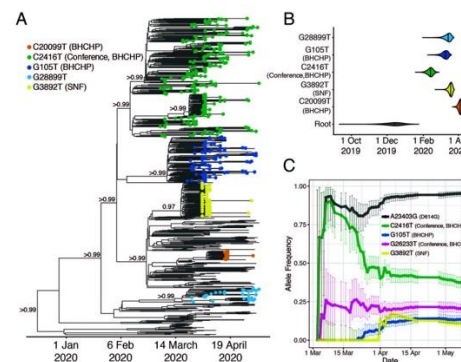 A
C20099T (BHCHP)
C2416T (Conference, BHCHP)
G105T (BHCHP)
G28899T
G3892T (SNF)
>0.99
>0.99
>0.99
>0.99
0.97
>0.99
>0.99
>0.99
>0.99
1 Jan
2020
6 Feb
2020
14 March
2020
19 April
2020
B
G28899T
G105T
(BHCHP)
C2416T
(Conference,BHCHP)
G3892T
(SNF)
C20099T
(BHCHP)
Root
1 Oct
2019
1 Dec
2019
1 Feb
2020
1 A
202
C
Allele Frequency
1.00
0.75
0.50
0.25
0.00
A23403G (D614G)
C2416T (Conference, BHCH
G105T (BHCHP)
G26233T (Conference, BHC
G3892T (SNF)
1 Mar
15 Mar
1 Apr
15 Apr
1 May
Date